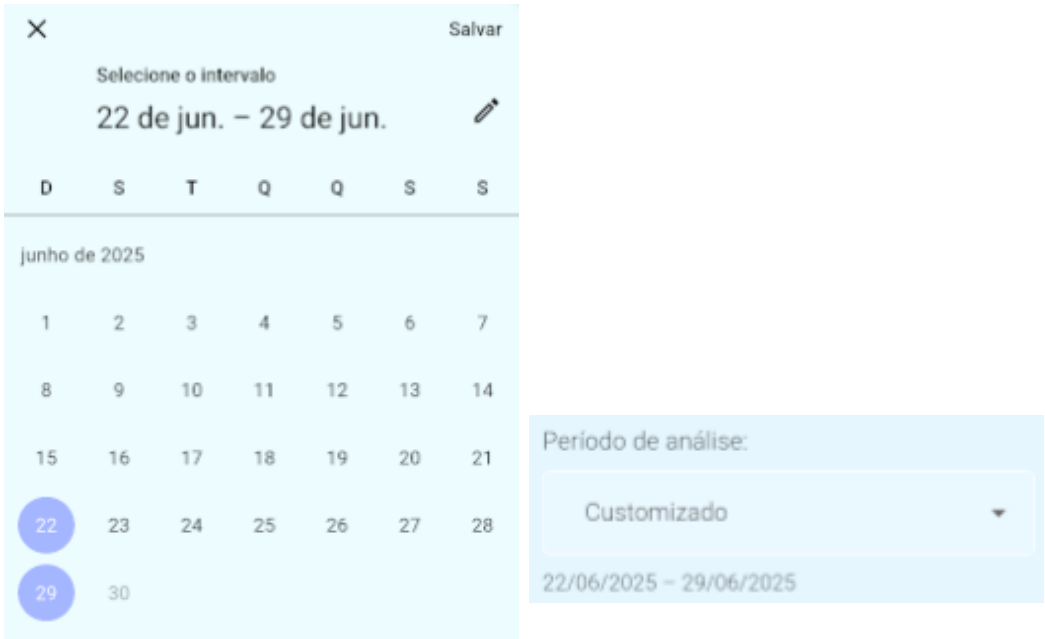 Salvar
Selecione o intervalo
22 de jun. – 29 de jun.
D S T Q Q S S
junho de 2025
1 2 3 4 5 6 7
8 9 10 11 12 13 14
15 16 17 18 19 20 21
22 23 24 25 26 27 28
29 30
Período de análise:
Customizado
22/06/2025 – 29/06/2025